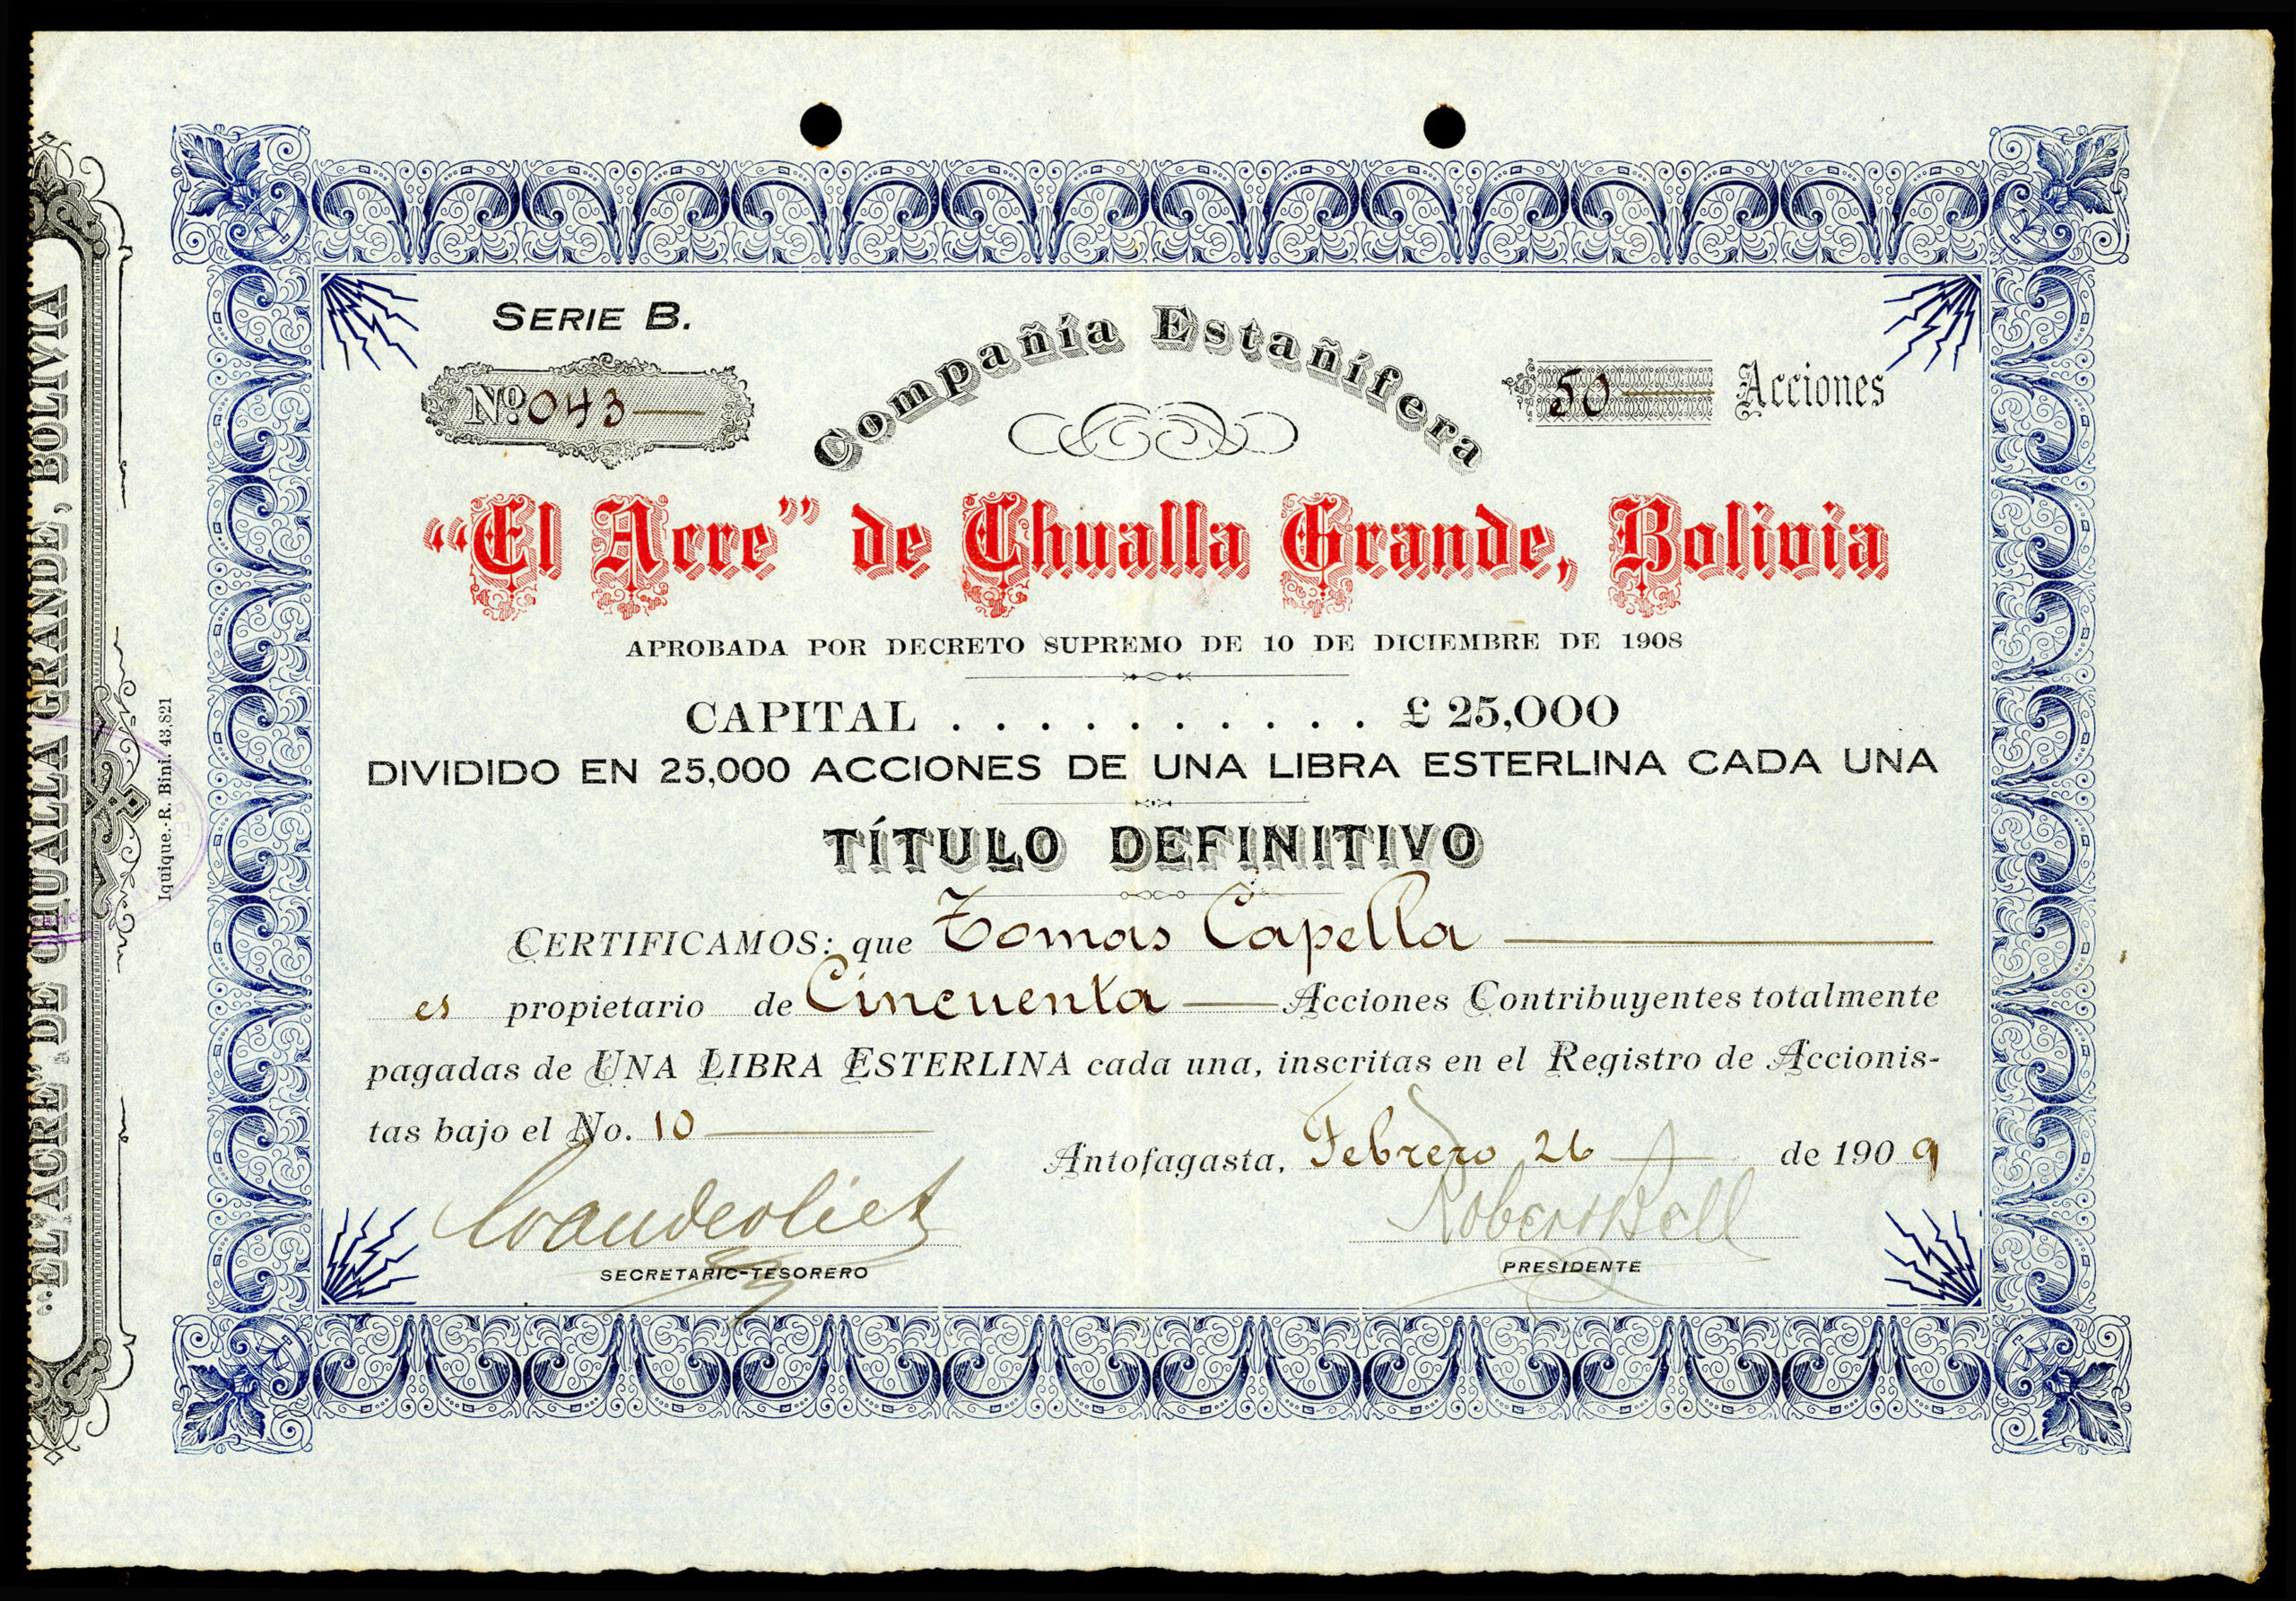 SERIE B.
Nº 043
Compañía Estañífera
50 Acciones
"El Acre" de Chualla Grande, Bolivia
APROBADA POR DECRETO SUPREMO DE 10 DE DICIEMBRE DE 1908
CAPITAL . . . . . . . . . . £ 25,000
DIVIDIDO EN 25,000 ACCIONES DE UNA LIBRA ESTERLINA CADA UNA
TÍTULO DEFINITIVO
CERTIFICAMOS: que Tomas Capella
es propietario de Cincuenta Acciones Contribuyentes totalmente
pagadas de UNA LIBRA ESTERLINA cada una, inscritas en el Registro de Accionis-
tas bajo el No. 10
Antofagasta, Febrero 26 de 1909
Robert Bell
SECRETARIO-TESORERO
PRESIDENTE
"EL ACRE" DE CHUALLA GRANDE, BOLIVIA
Iquique.-R. Bini. 43,821